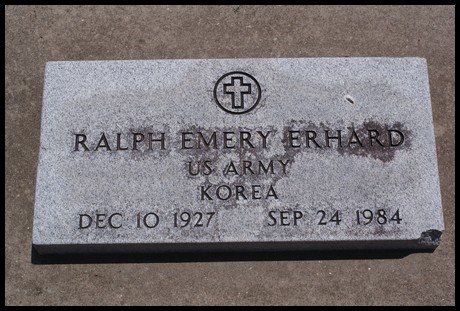 RALPH EMERY ERHARD
US ARMY
KOREA
DEC 10 1927 SEP 24 1984